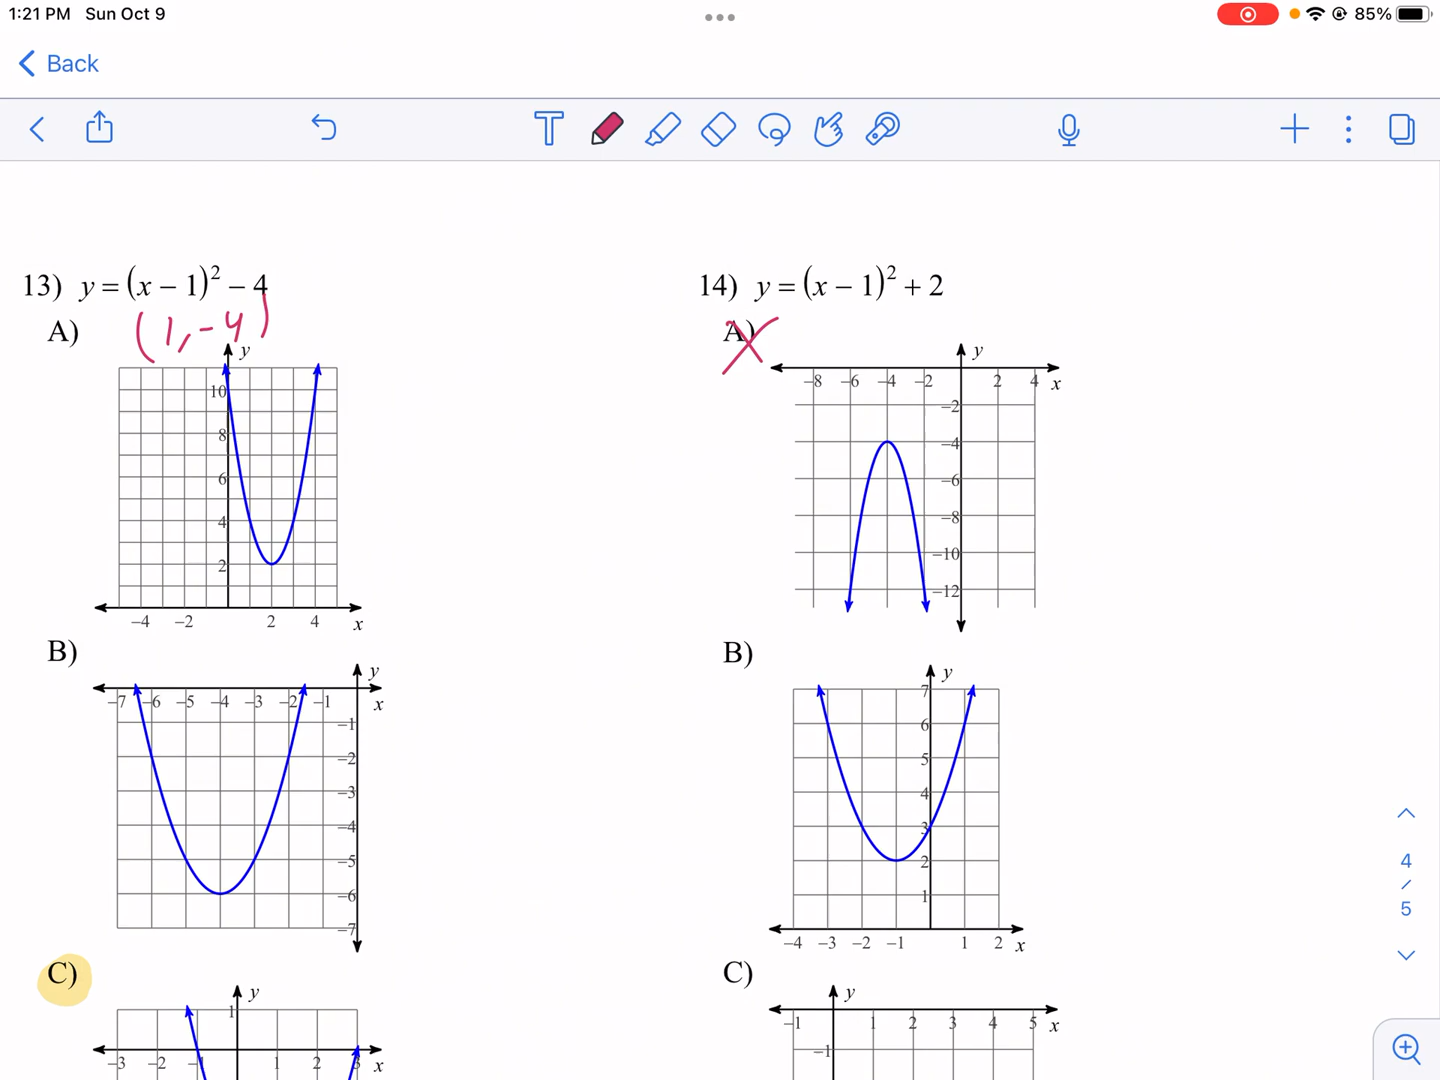 1:21 PM Sun Oct 9
85%
Back
13) y = (x − 1)² − 4
(1, -4)
A)
y
10
8
6
4
2
−4 −2 2 4 x
B)
y
−7 −6 −5 −4 −3 −2 −1 x
−1
−2
−3
−4
−5
−6
−7
C)
y
1
−3 −2 −1 1 2 3 x
14) y = (x − 1)² + 2
A)
y
−8 −6 −4 −2 2 4 x
−2
−4
−6
−8
−10
−12
B)
y
7
6
5
4
3
2
1
−4 −3 −2 −1 1 2 x
C)
y
−1 1 2 3 4 5 x
−1
4
/
5